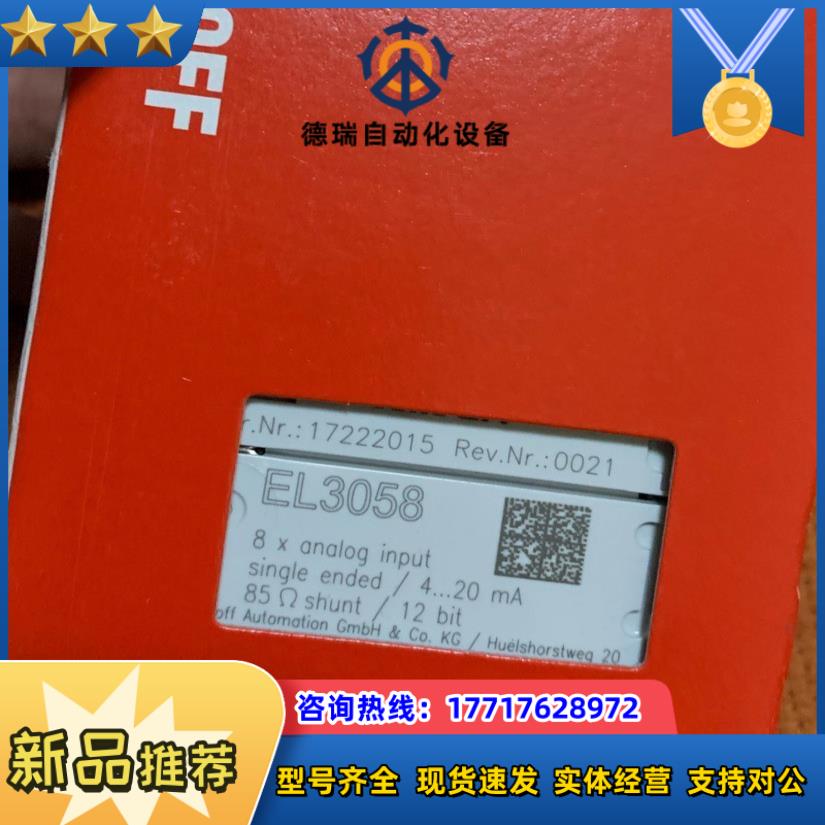 OFF
德瑞自动化设备
r.Nr.:17222015 Rev.Nr.:0021
EL3058
8 x analog input
single ended / 4...20 mA
85 Ω shunt / 12 bit
off Automation GmbH & Co. KG / Huelshorstweg 20
咨询热线：17717628972
新品推荐
型号齐全 现货速发 实体经营 支持对公